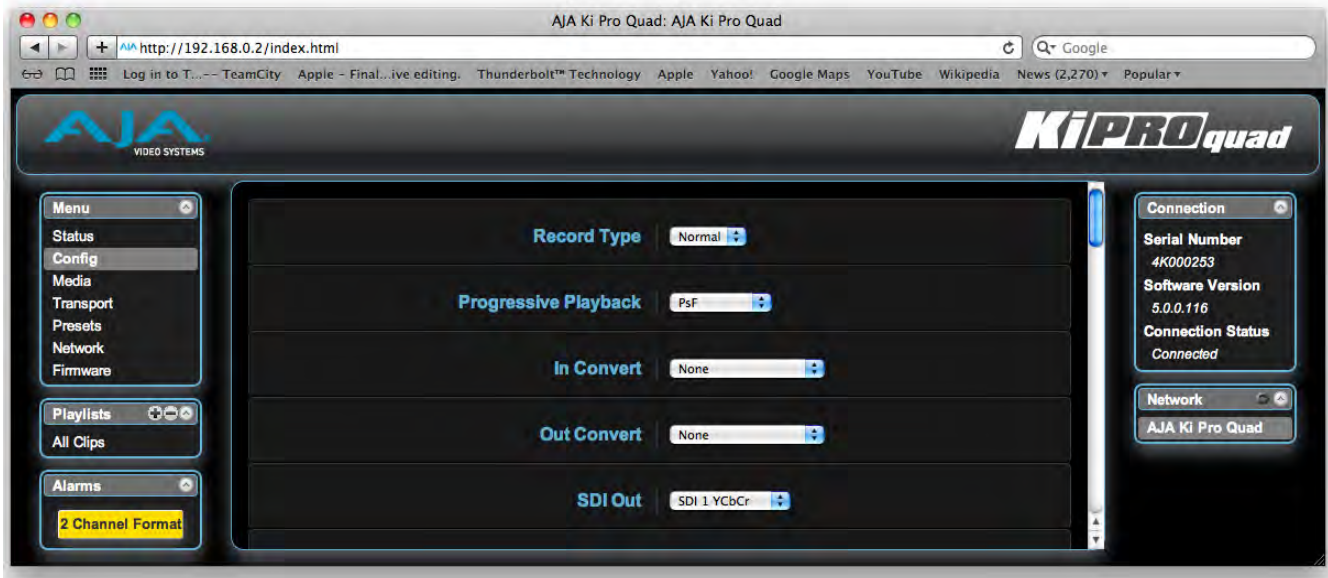 AJA Ki Pro Quad: AJA Ki Pro Quad
http://192.168.0.2/index.html
Google
Log in to T...-- TeamCity Apple - Final...ive editing. Thunderbolt™ Technology Apple Yahoo! Google Maps YouTube Wikipedia News (2,270) Popular
AJA
VIDEO SYSTEMS
Ki PRO quad
Menu
Status
Config
Media
Transport
Presets
Network
Firmware
Playlists
All Clips
Alarms
2 Channel Format
Record Type Normal
Progressive Playback PsF
In Convert None
Out Convert None
SDI Out SDI 1 YCbCr
Connection
Serial Number
4K000253
Software Version
5.0.0.116
Connection Status
Connected
Network
AJA Ki Pro Quad